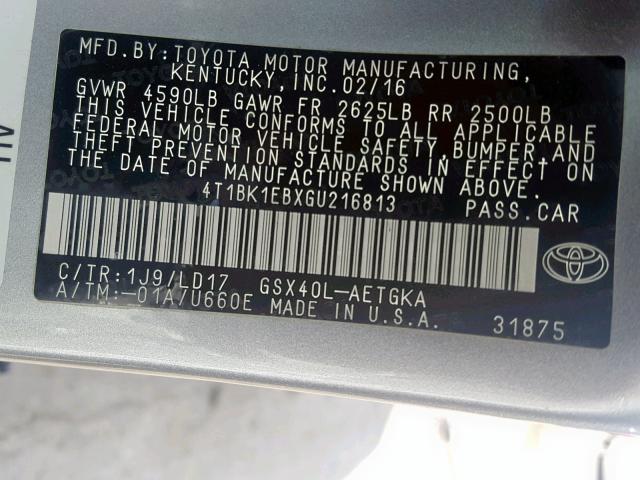 MFD.BY:TOYOTA MOTOR MANUFACTURING,
KENTUCKY,INC.02/16
GVWR 4590LB GAWR FR 2625LB RR 2500LB
THIS VEHICLE CONFORMS TO ALL APPLICABLE
FEDERAL MOTOR VEHICLE SAFETY,BUMPER,AND
THEFT PREVENTION STANDARDS IN EFFECT ON
THE DATE OF MANUFACTURE SHOWN ABOVE.
4T1BK1EBXGU216813 PASS.CAR
C/TR:1J9/LD17 GSX40L-AETGKA
A/TM:-01A/U660E MADE IN U.S.A. 31875